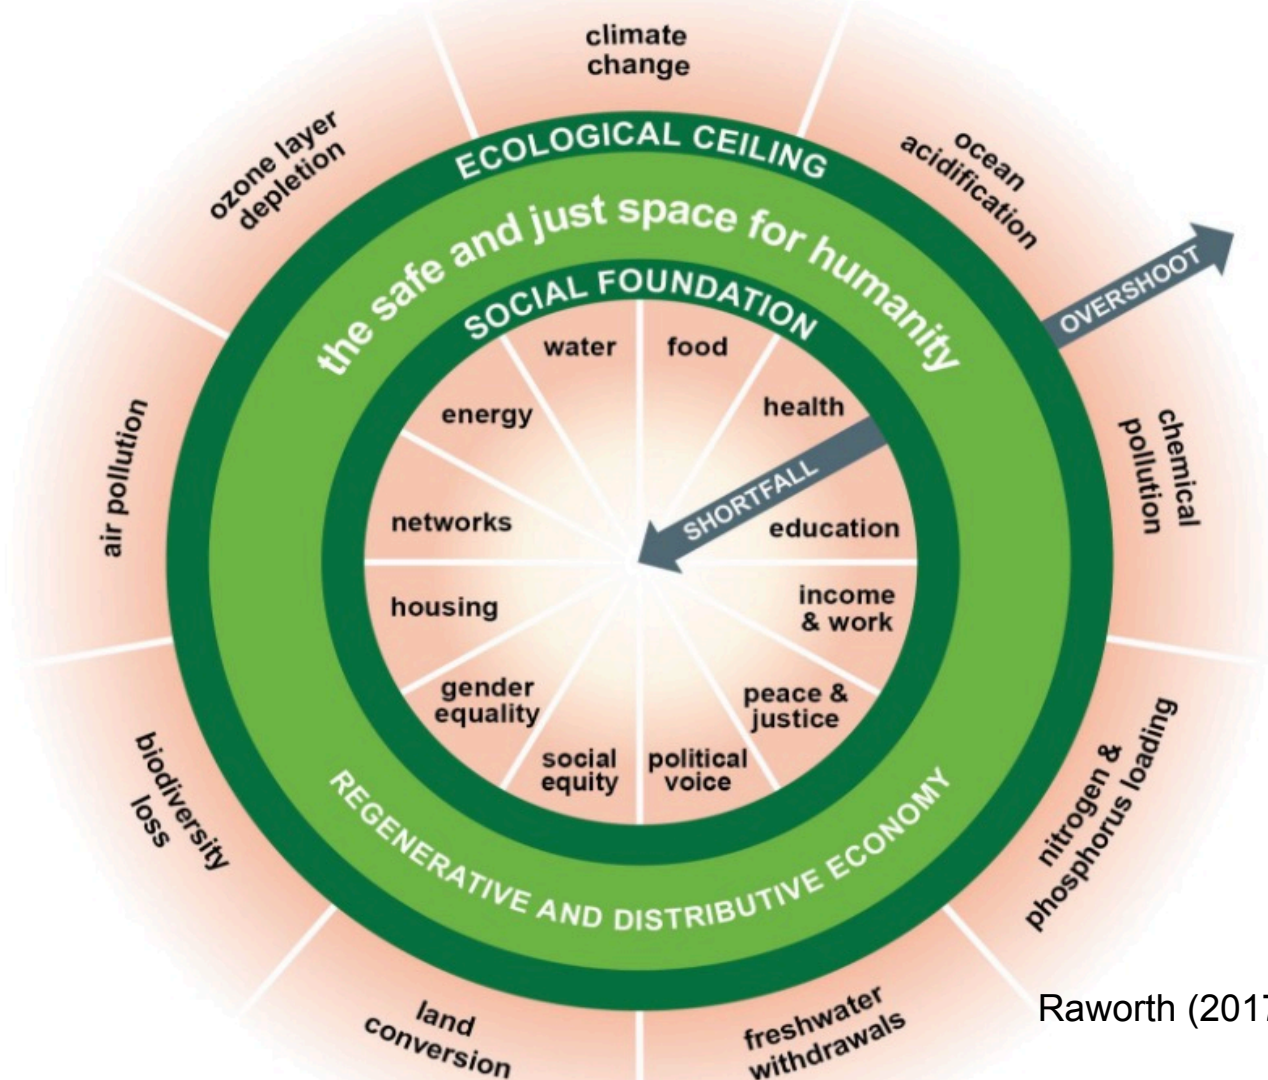 climate
change
ocean
acidification
OVERSHOOT
chemical
pollution
nitrogen &
phosphorus loading
freshwater
withdrawals
land
conversion
biodiversity
loss
air pollution
ozone layer
depletion
ECOLOGICAL CEILING
the safe and just space for humanity
SOCIAL FOUNDATION
water
food
health
SHORTFALL
education
income
& work
peace &
justice
political
voice
social
equity
gender
equality
housing
networks
energy
REGENERATIVE AND DISTRIBUTIVE ECONOMY
Raworth (2017